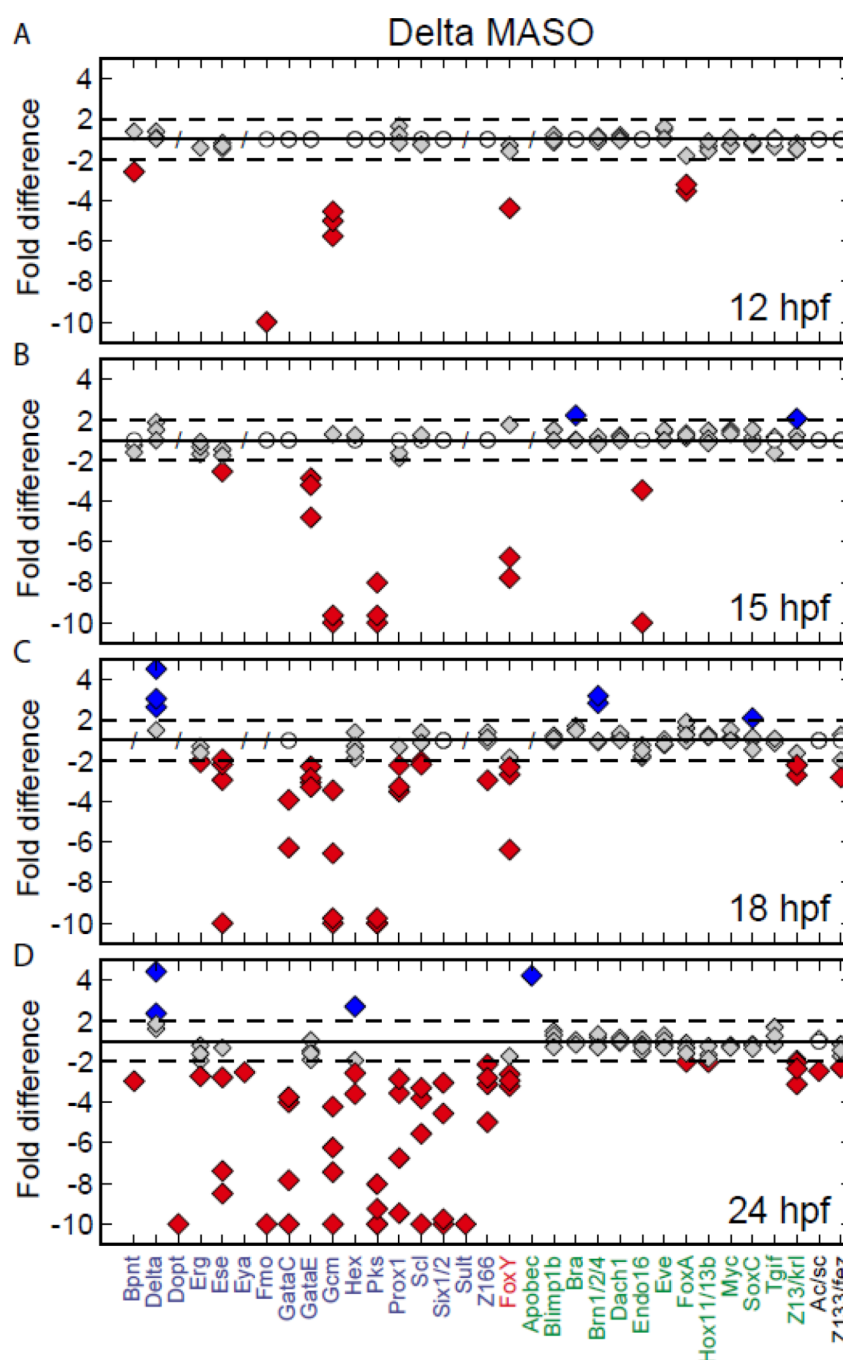 A
Delta MASO
Fold difference
4
2
-2
-4
-6
-8
-10
/ / / /
12 hpf
B
Fold difference
4
2
-2
-4
-6
-8
-10
/ / / /
15 hpf
C
Fold difference
4
2
-2
-4
-6
-8
-10
/ / / / / /
18 hpf
D
Fold difference
4
2
-2
-4
-6
-8
-10
24 hpf
Bpnt
Delta
Dopt
Erg
Ese
Eya
Fmo
GataC
GataE
Gcm
Hex
Pks
Prox1
Scl
Six1/2
Sult
Z166
FoxY
Apobec
Blimp1b
Bra
Brn1/2/4
Dach1
Endo16
Eve
FoxA
Hox11/13b
Myc
SoxC
Tgif
Z13/krl
Ac/sc
Z133/fez